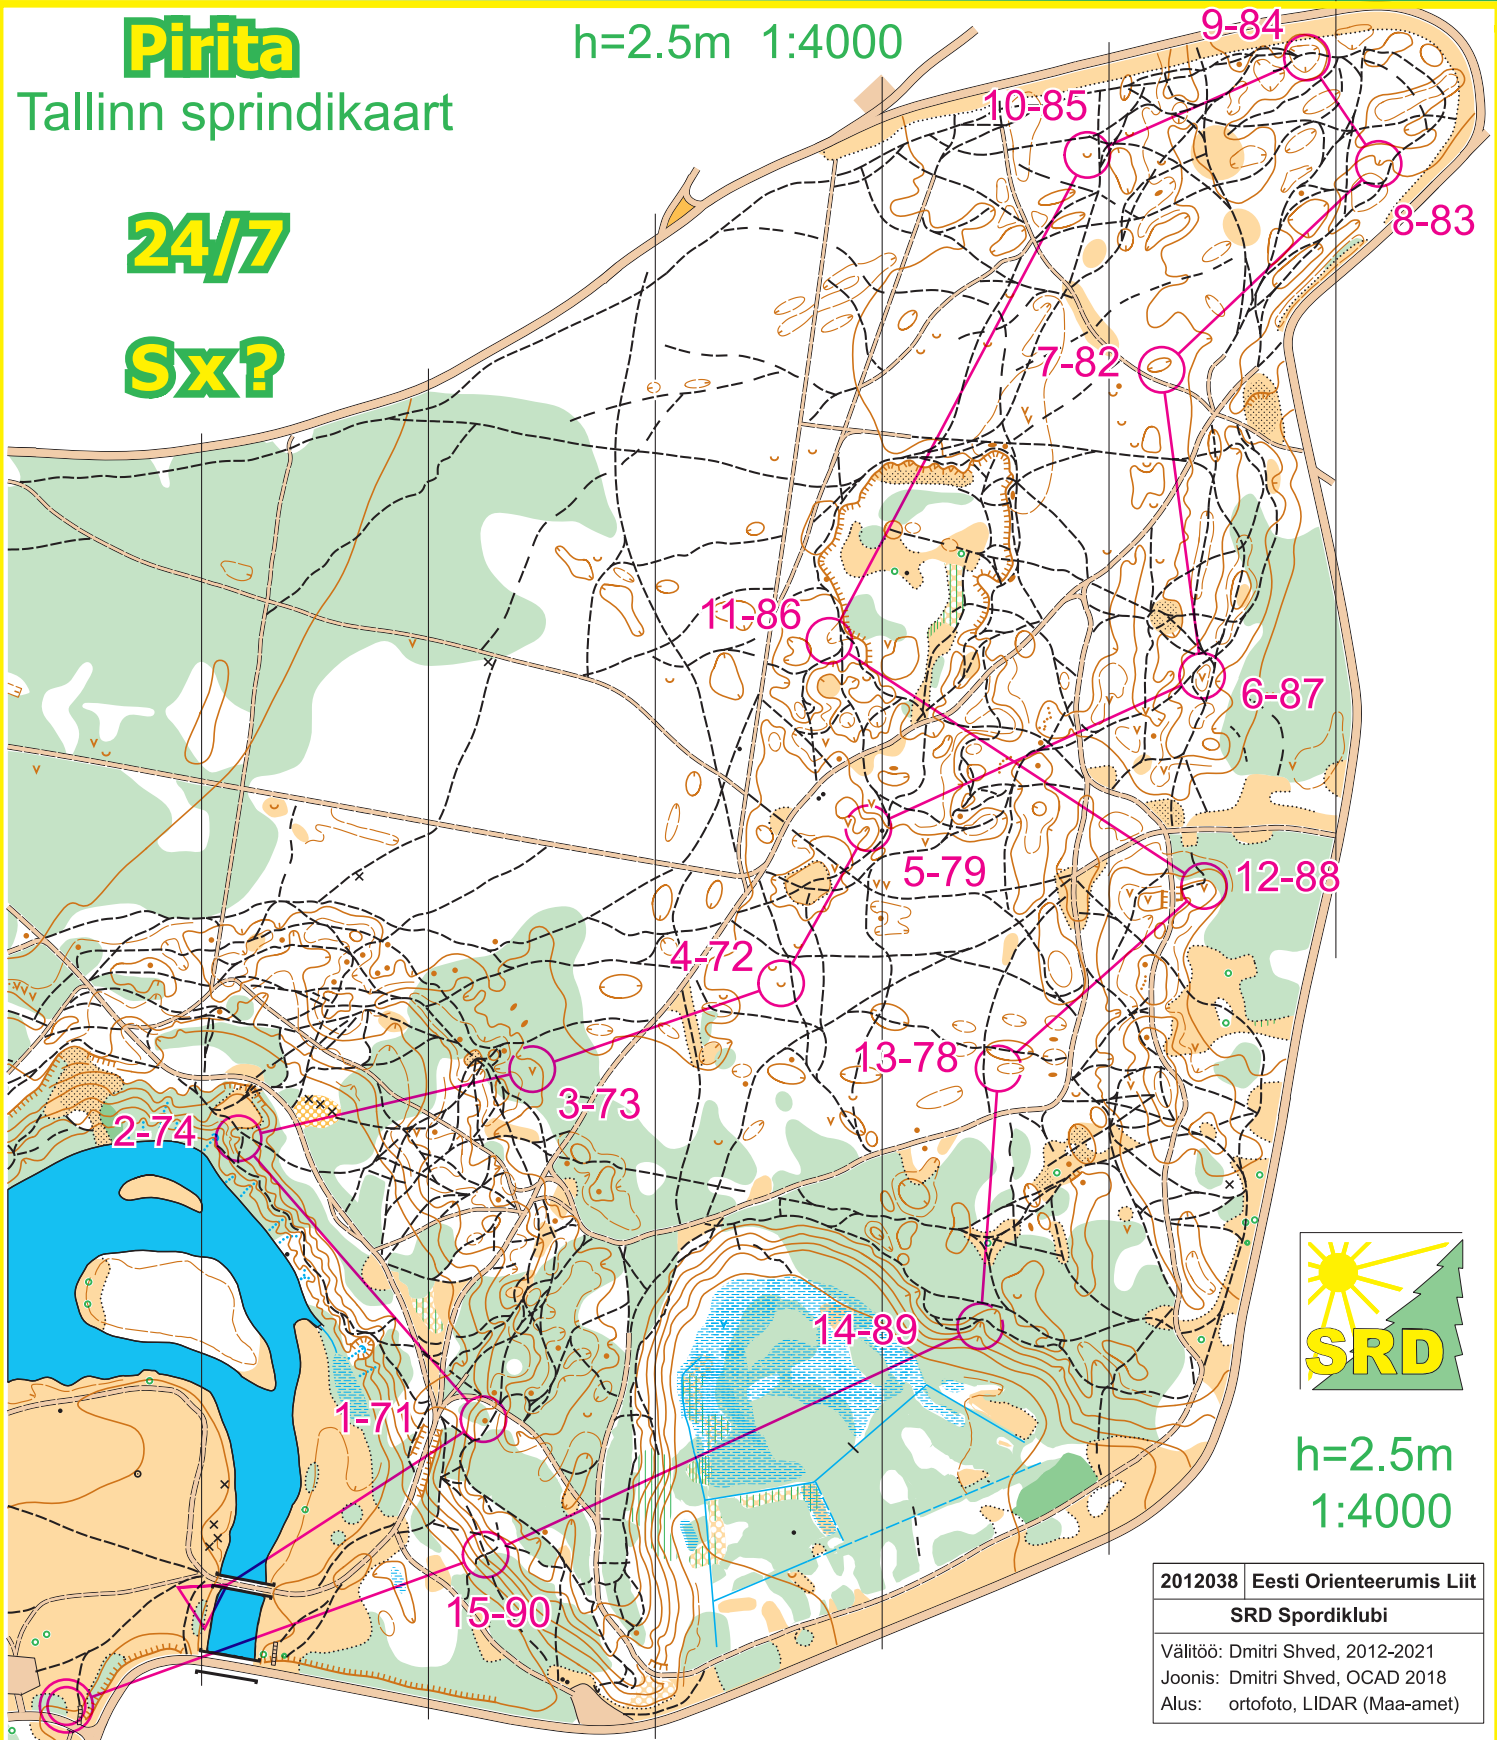 Pirita
Tallinn sprindikaart
h=2.5m 1:4000
24/7
Sx?
9-84
10-85
8-83
7-82
11-86
6-87
5-79
12-88
4-72
13-78
3-73
2-74
14-89
1-71
15-90
SRD
h=2.5m
1:4000
2012038 Eesti Orienteerumis Liit
SRD Spordiklubi
Välitöö: Dmitri Shved, 2012-2021
Joonis: Dmitri Shved, OCAD 2018
Alus: ortofoto, LIDAR (Maa-amet)